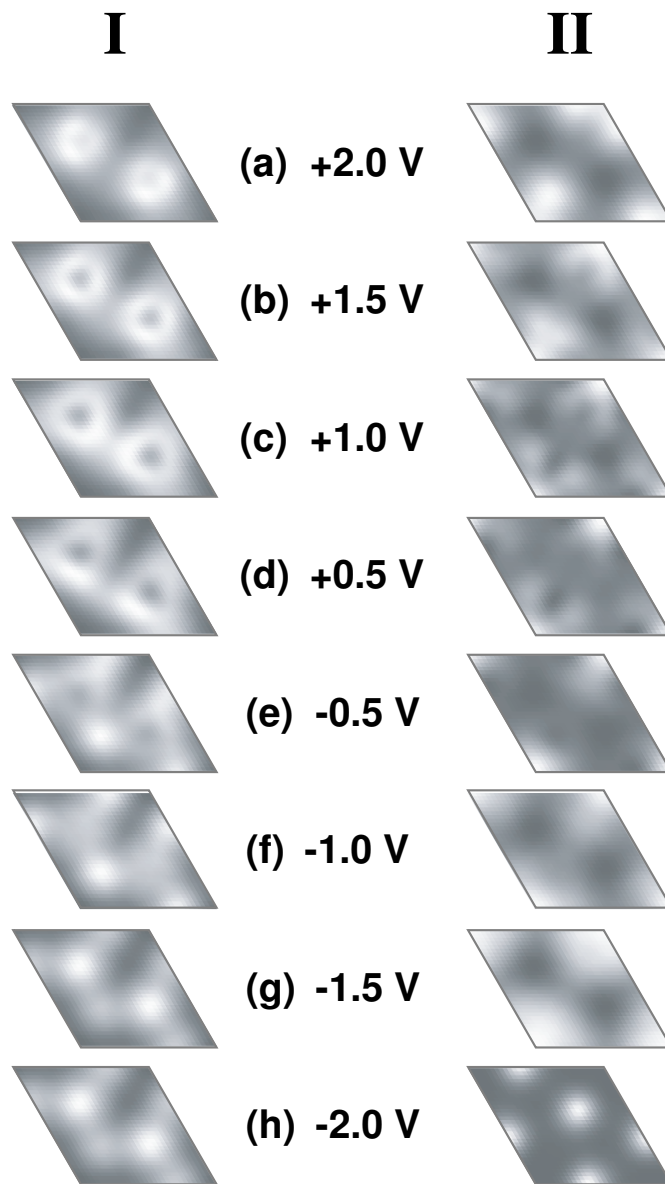 I II
(a) +2.0 V
(b) +1.5 V
(c) +1.0 V
(d) +0.5 V
(e) -0.5 V
(f) -1.0 V
(g) -1.5 V
(h) -2.0 V